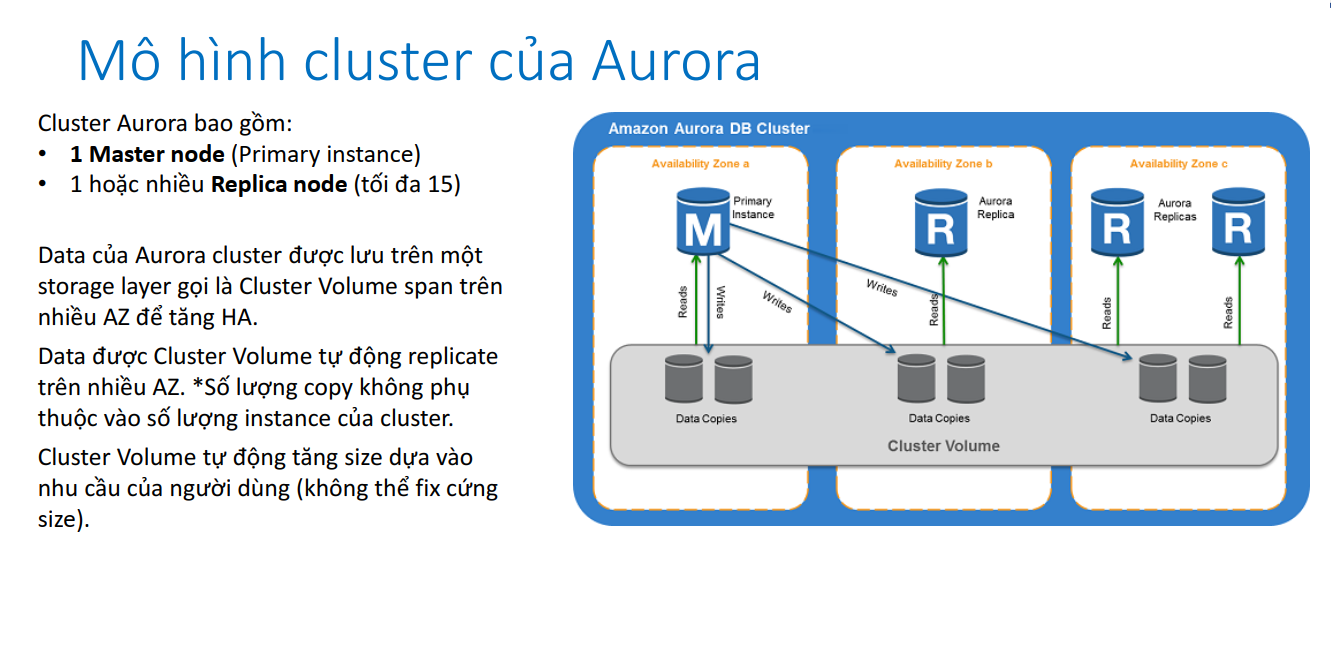 Mô hình cluster của Aurora
Cluster Aurora bao gồm:
• 1 Master node (Primary instance)
• 1 hoặc nhiều Replica node (tối đa 15)
Data của Aurora cluster được lưu trên một
storage layer gọi là Cluster Volume span trên
nhiều AZ để tăng HA.
Data được Cluster Volume tự động replicate
trên nhiều AZ. *Số lượng copy không phụ
thuộc vào số lượng instance của cluster.
Cluster Volume tự động tăng size dựa vào
nhu cầu của người dùng (không thể fix cứng
size).
Amazon Aurora DB Cluster
Availability Zone a
Availability Zone b
Availability Zone c
M
Primary
Instance
R
Aurora
Replica
R
Aurora
Replicas
R
Reads
Writes
Writes
Writes
Reads
Reads
Reads
Data Copies
Data Copies
Data Copies
Cluster Volume